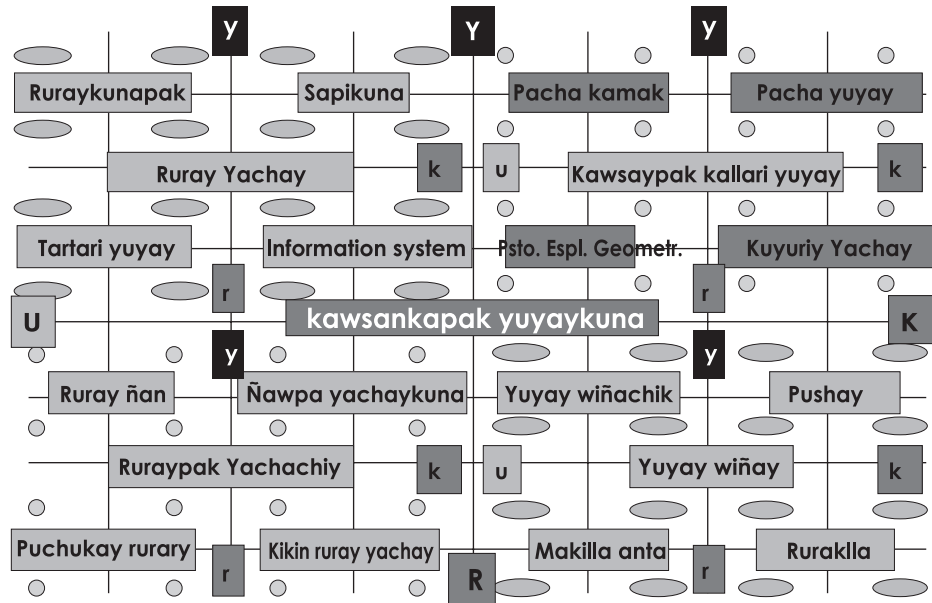 y Y y
Ruraykunapak Sapikuna Pacha kamak Pacha yuyay
Ruray Yachay k u Kawsaypak kallari yuyay k
Tartari yuyay Information system Psto. Espl. Geometr. Kuyuriy Yachay
r r
U kawsankapak yuyaykuna K
y y
Ruray ñan Ñawpa yachaykuna Yuyay wiñachik Pushay
Ruraypak Yachachiy k u Yuyay wiñay k
Puchukay rurary Kikin ruray yachay Makilla anta Ruraklla
r R r